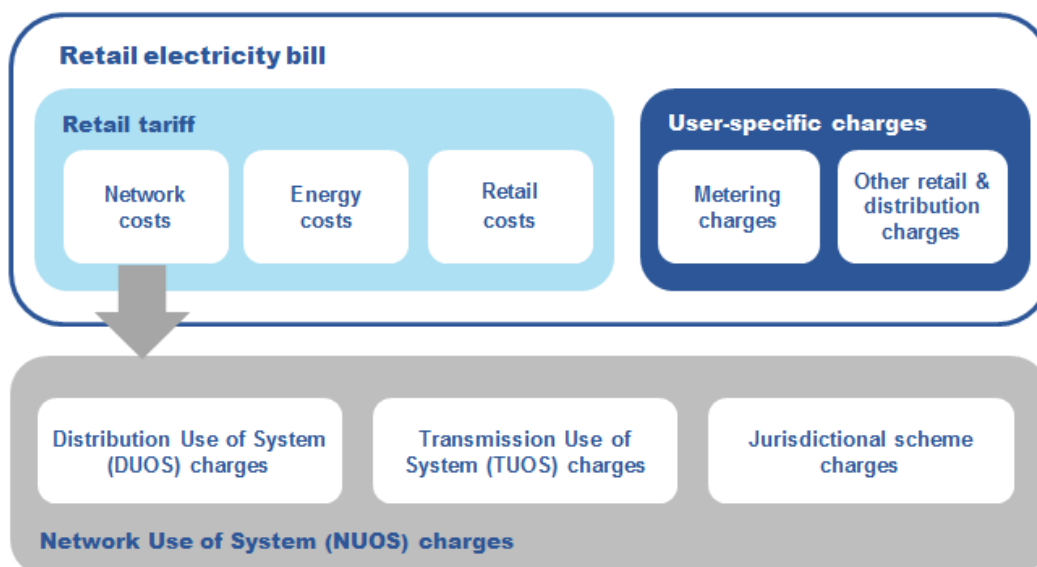 Retail electricity bill
Retail tariff
Network
costs
Energy
costs
Retail
costs
User-specific charges
Metering
charges
Other retail &
distribution
charges
Distribution Use of System
(DUOS) charges
Transmission Use of
System (TUOS) charges
Jurisdictional scheme
charges
Network Use of System (NUOS) charges